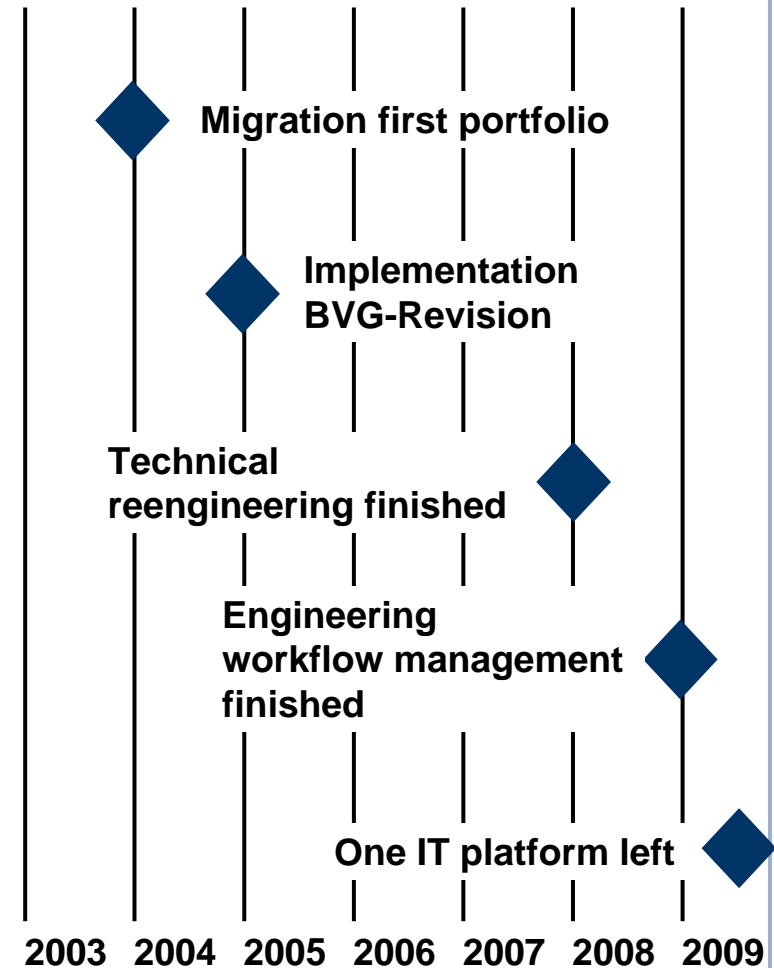 Migration first portfolio
Implementation
BVG-Revision
Technical
reengineering finished
Engineering
workflow management
finished
One IT platform left
2003 2004 2005 2006 2007 2008 2009